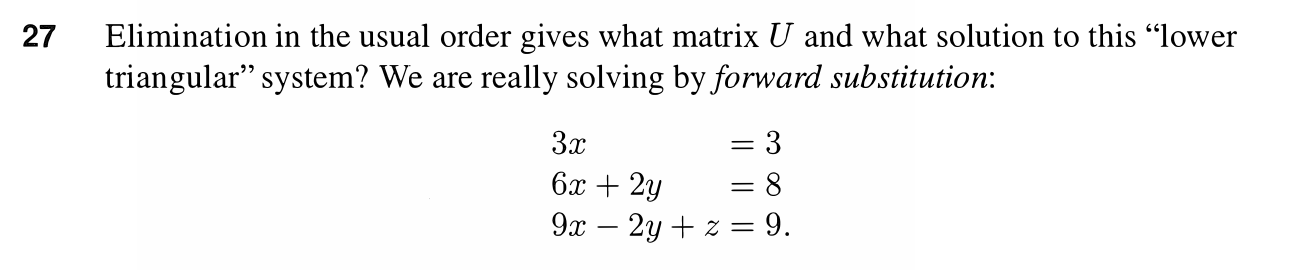 27 Elimination in the usual order gives what matrix U and what solution to this “lower
triangular” system? We are really solving by forward substitution:
3x = 3
6x + 2y = 8
9x − 2y + z = 9.